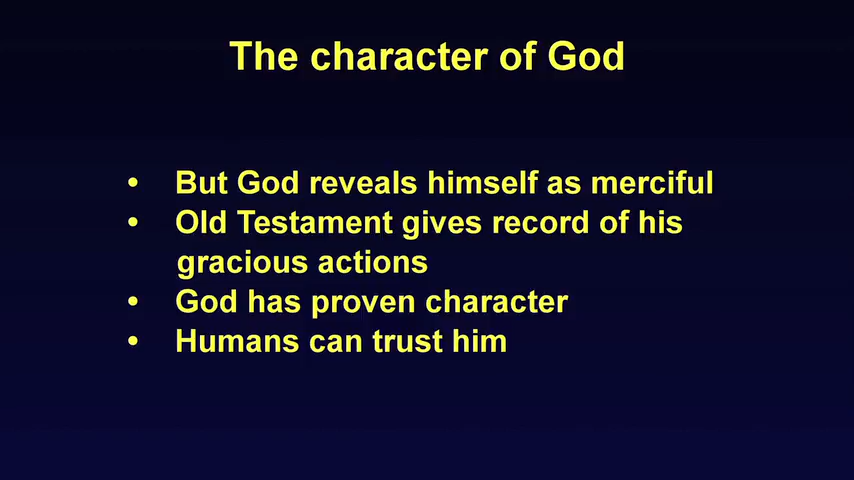 The character of God
• But God reveals himself as merciful
• Old Testament gives record of his
gracious actions
• God has proven character
• Humans can trust him